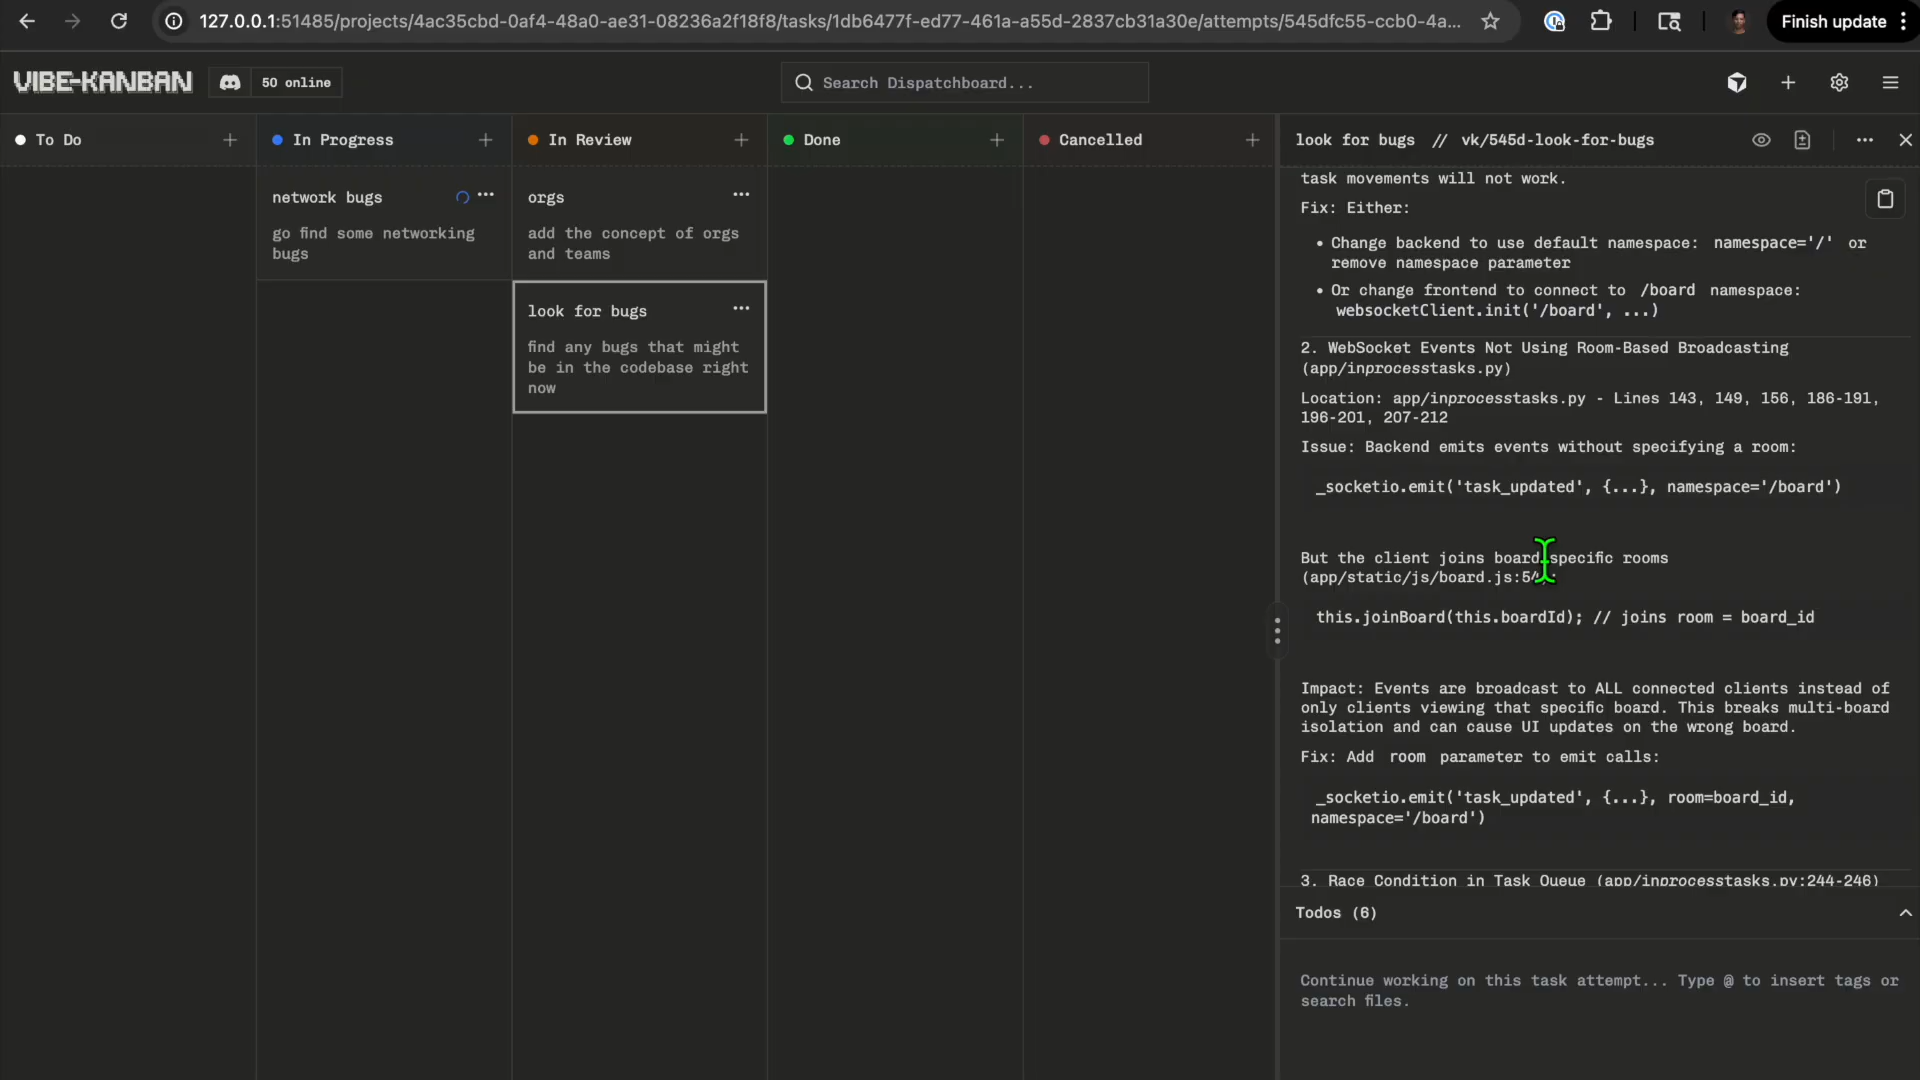 127.0.0.1:51485/projects/4ac35cbd-0af4-48a0-ae31-08236a2f18f8/tasks/1db6477f-ed77-461a-a55d-2837cb31a30e/attempts/545dfc55-ccb0-4a...
Finish update
VIBE-KANBAN
50 online
Search Dispatchboard...
To Do
In Progress
In Review
Done
Cancelled
network bugs
go find some networking
bugs
orgs
add the concept of orgs
and teams
look for bugs
find any bugs that might
be in the codebase right
now
look for bugs // vk/545d-look-for-bugs
task movements will not work.
Fix: Either:
• Change backend to use default namespace: namespace='/' or
remove namespace parameter
• Or change frontend to connect to /board namespace:
websocketClient.init('/board', ...)
2. WebSocket Events Not Using Room-Based Broadcasting
(app/inprocesstasks.py)
Location: app/inprocesstasks.py - Lines 143, 149, 156, 186-191,
196-201, 207-212
Issue: Backend emits events without specifying a room:
_socketio.emit('task_updated', {...}, namespace='/board')
But the client joins board-specific rooms
(app/static/js/board.js:54):
this.joinBoard(this.boardId); // joins room = board_id
Impact: Events are broadcast to ALL connected clients instead of
only clients viewing that specific board. This breaks multi-board
isolation and can cause UI updates on the wrong board.
Fix: Add room parameter to emit calls:
_socketio.emit('task_updated', {...}, room=board_id,
namespace='/board')
3. Race Condition in Task Queue (app/inprocesstasks.py:244-246)
Todos (6)
Continue working on this task attempt... Type @ to insert tags or
search files.